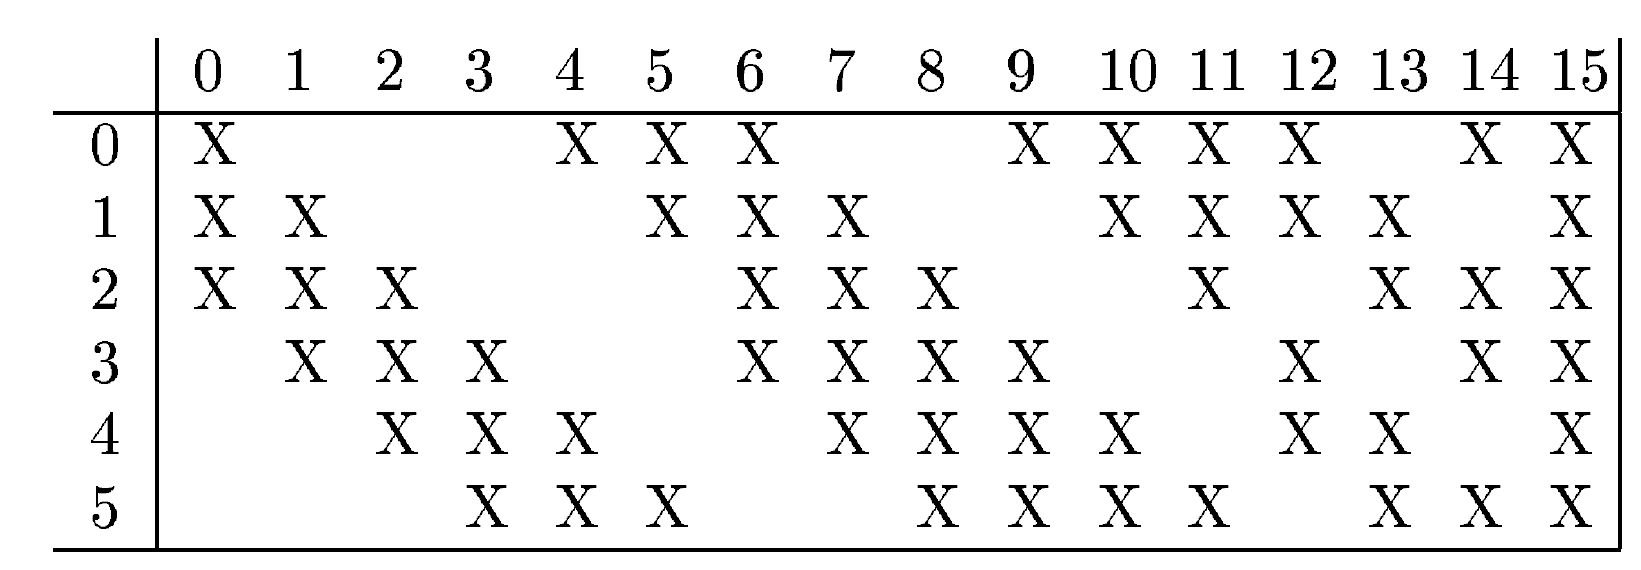 0 1 2 3 4 5 6 7 8 9 10 11 12 13 14 15
0 X X X X X X X X X X
1 X X X X X X X X X X
2 X X X X X X X X X X
3 X X X X X X X X X X
4 X X X X X X X X X X
5 X X X X X X X X X X